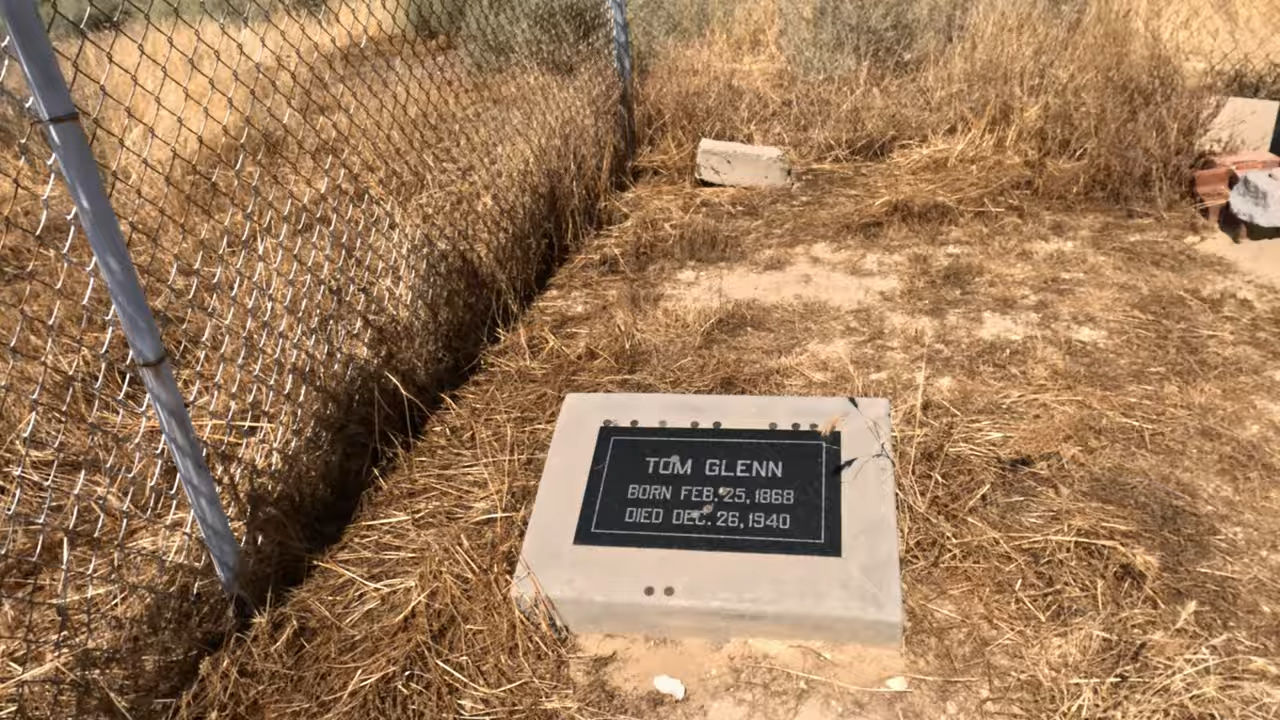 TOM GLENN
BORN FEB. 25, 1868
DIED DEC. 26, 1940